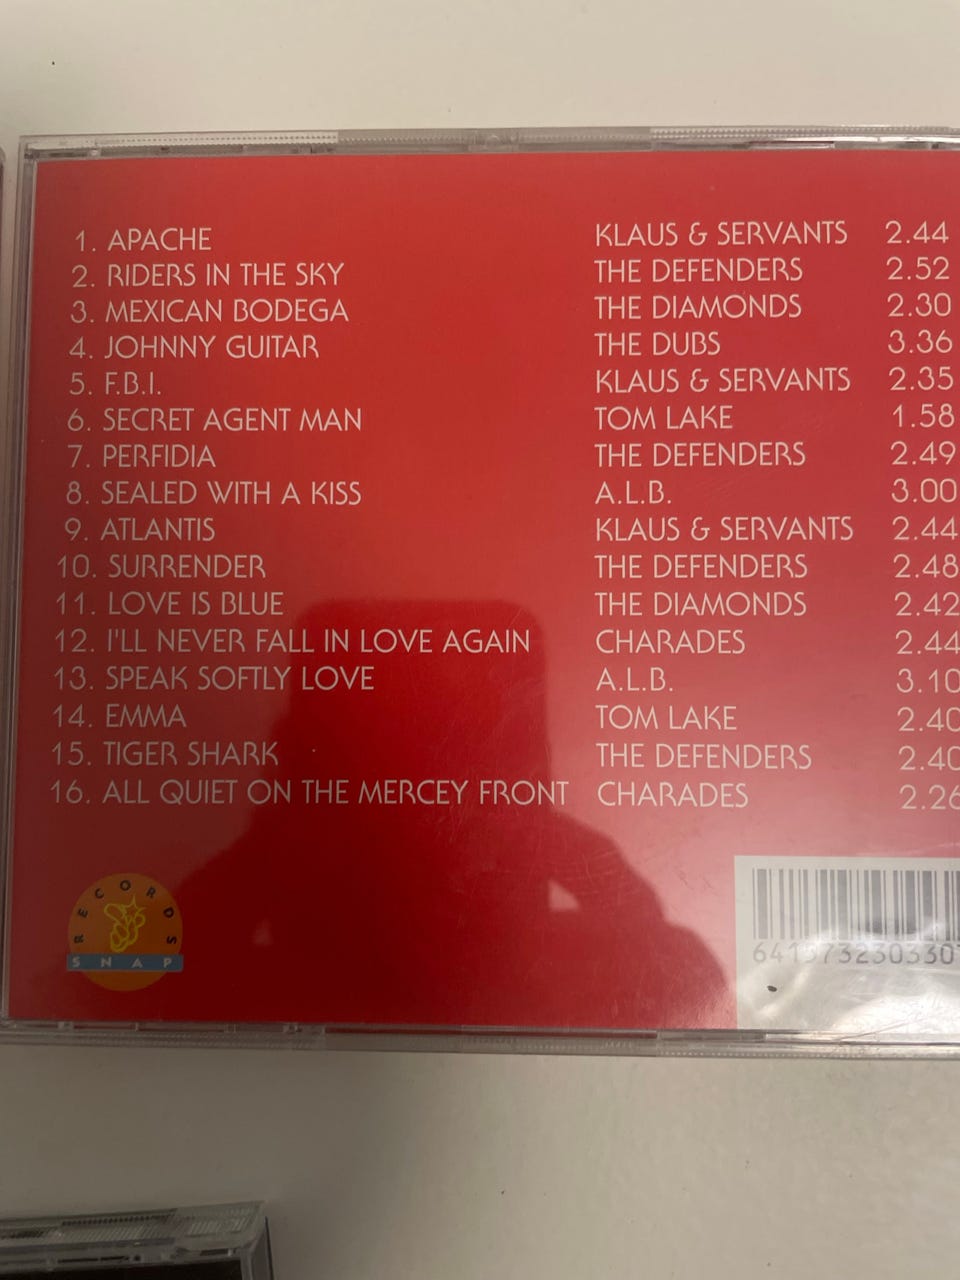 1. APACHE KLAUS & SERVANTS 2.44
2. RIDERS IN THE SKY THE DEFENDERS 2.52
3. MEXICAN BODEGA THE DIAMONDS 2.30
4. JOHNNY GUITAR THE DUBS 3.36
5. F.B.I. KLAUS & SERVANTS 2.35
6. SECRET AGENT MAN TOM LAKE 1.58
7. PERFIDIA THE DEFENDERS 2.49
8. SEALED WITH A KISS A.L.B. 3.00
9. ATLANTIS KLAUS & SERVANTS 2.44
10. SURRENDER THE DEFENDERS 2.48
11. LOVE IS BLUE THE DIAMONDS 2.42
12. I'LL NEVER FALL IN LOVE AGAIN CHARADES 2.44
13. SPEAK SOFTLY LOVE A.L.B. 3.10
14. EMMA TOM LAKE 2.40
15. TIGER SHARK THE DEFENDERS 2.40
16. ALL QUIET ON THE MERCEY FRONT CHARADES 2.26
RECORDS
SNAP